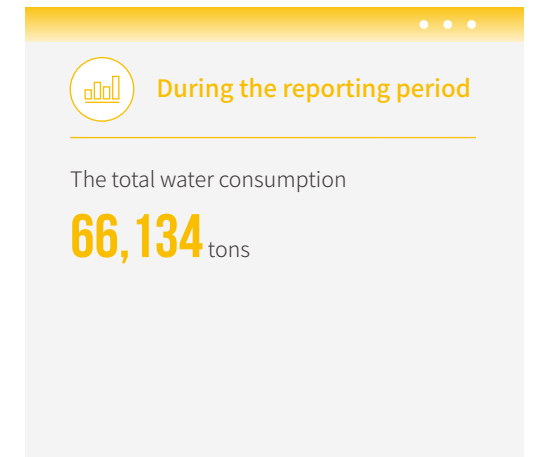 During the reporting period
The total water consumption
66,134 tons